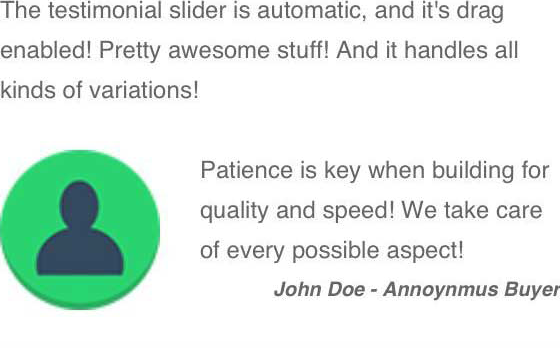 The testimonial slider is automatic, and it's drag
enabled! Pretty awesome stuff! And it handles all
kinds of variations!
Patience is key when building for
quality and speed! We take care
of every possible aspect!
John Doe - Annoynmus Buyer